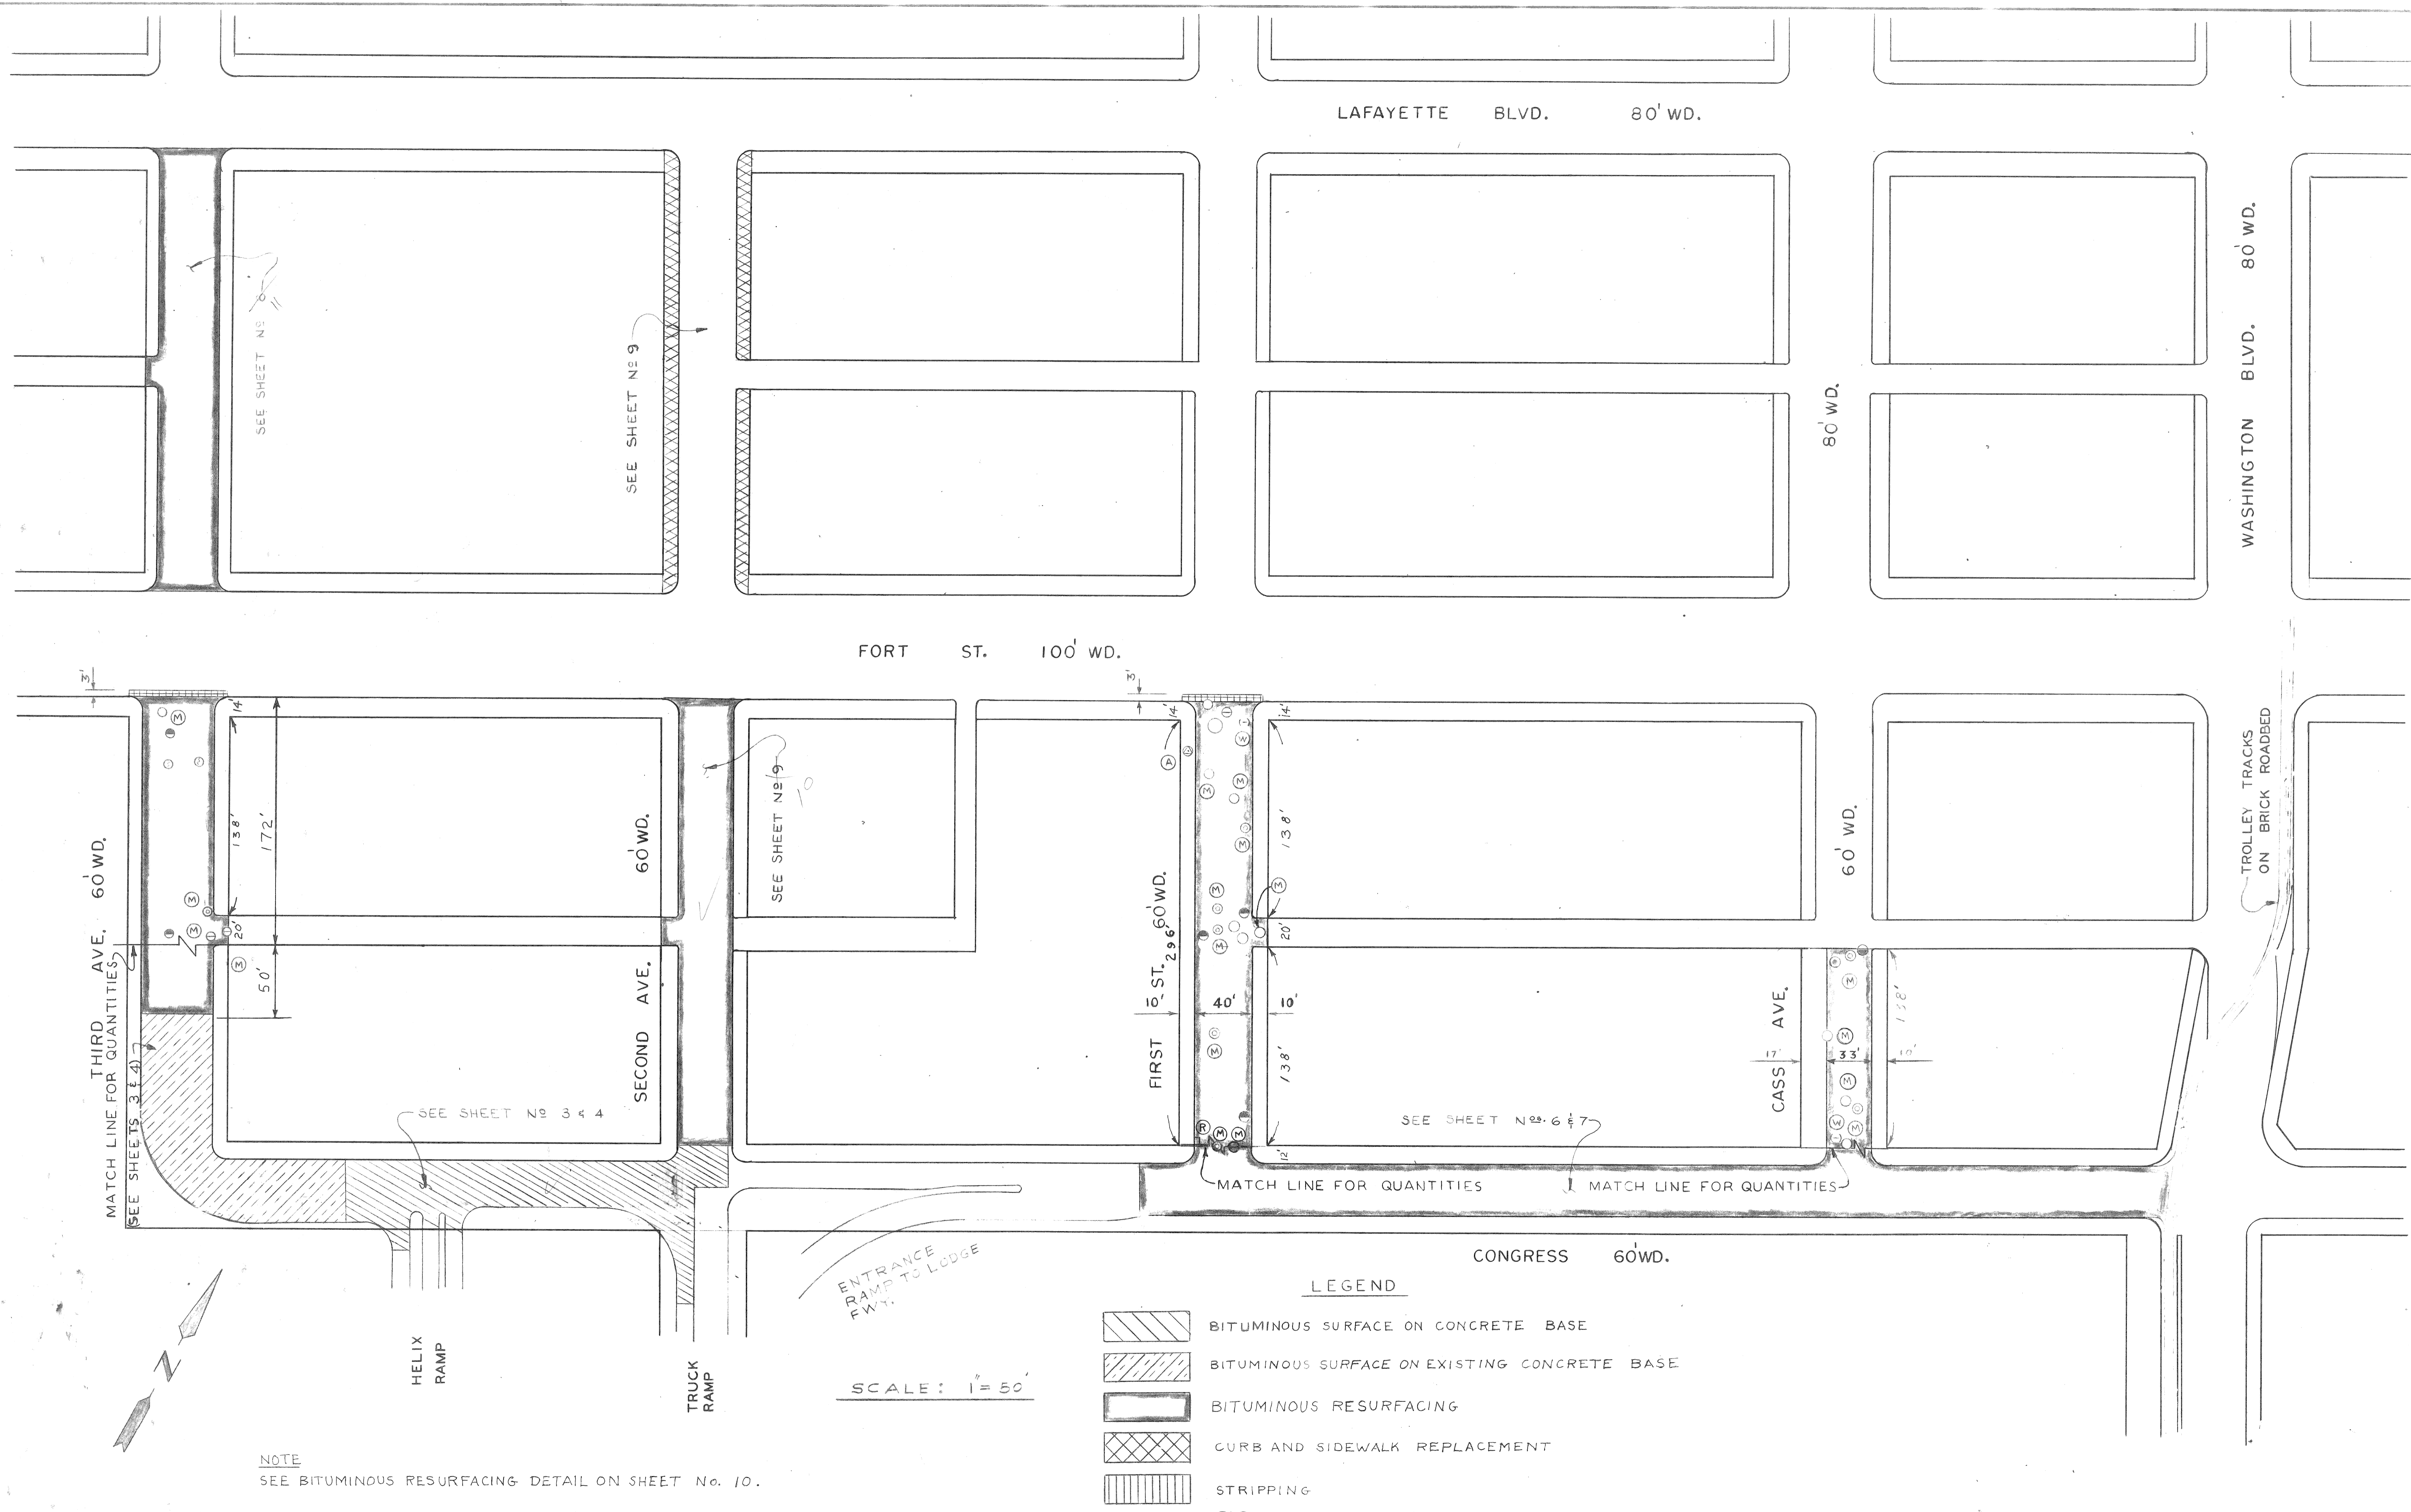 LAFAYETTE BLVD. 80' WD.
SEE SHEET Nº
11
SEE SHEET Nº 9
80' WD.
WASHINGTON BLVD. 80' WD.
FORT ST. 100' WD.
3'
M
14'
138'
172'
THIRD AVE. 60' WD.
MATCH LINE FOR QUANTITIES
(SEE SHEETS 3 & 4)
M
M
20'
M
50'
SECOND AVE. 60' WD.
SEE SHEET Nº 9
10
SEE SHEET Nº 3 & 4
3'
14'
A
W
M
M
M
14'
138'
FIRST ST. 60' WD.
296'
M
M
M
20'
10'
40'
10'
M
138'
R
M
M
12'
60' WD.
CASS AVE.
M
M
17'
33'
10'
138'
M
W
M
TROLLEY TRACKS
ON BRICK ROADBED
SEE SHEET Nos. 6 & 7
MATCH LINE FOR QUANTITIES
MATCH LINE FOR QUANTITIES
CONGRESS 60' WD.
ENTRANCE
RAMP TO LODGE
FWY.
N
HELIX
RAMP
TRUCK
RAMP
SCALE: 1" = 50'
LEGEND
BITUMINOUS SURFACE ON CONCRETE BASE
BITUMINOUS SURFACE ON EXISTING CONCRETE BASE
BITUMINOUS RESURFACING
CURB AND SIDEWALK REPLACEMENT
STRIPPING
NOTE
SEE BITUMINOUS RESURFACING DETAIL ON SHEET No. 10.